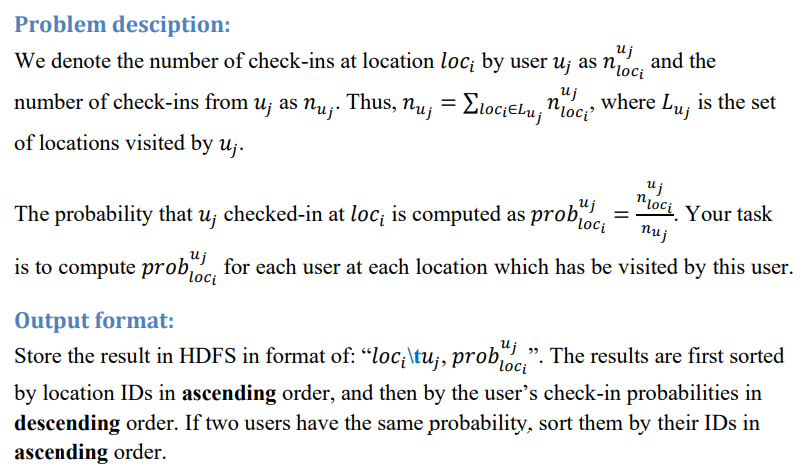 Problem desciption:
We denote the number of check-ins at location $loc_i$ by user $u_j$ as $n_{loc_i}^{u_j}$ and the
number of check-ins from $u_j$ as $n_{u_j}$. Thus, $n_{u_j} = \sum_{loc_i \in L_{u_j}} n_{loc_i}^{u_j}$, where $L_{u_j}$ is the set
of locations visited by $u_j$.
The probability that $u_j$ checked-in at $loc_i$ is computed as $prob_{loc_i}^{u_j} = \frac{n_{loc_i}^{u_j}}{n_{u_j}}$. Your task
is to compute $prob_{loc_i}^{u_j}$ for each user at each location which has be visited by this user.
Output format:
Store the result in HDFS in format of: “$loc_i$\t$u_j$, $prob_{loc_i}^{u_j}$”. The results are first sorted
by location IDs in ascending order, and then by the user’s check-in probabilities in
descending order. If two users have the same probability, sort them by their IDs in
ascending order.